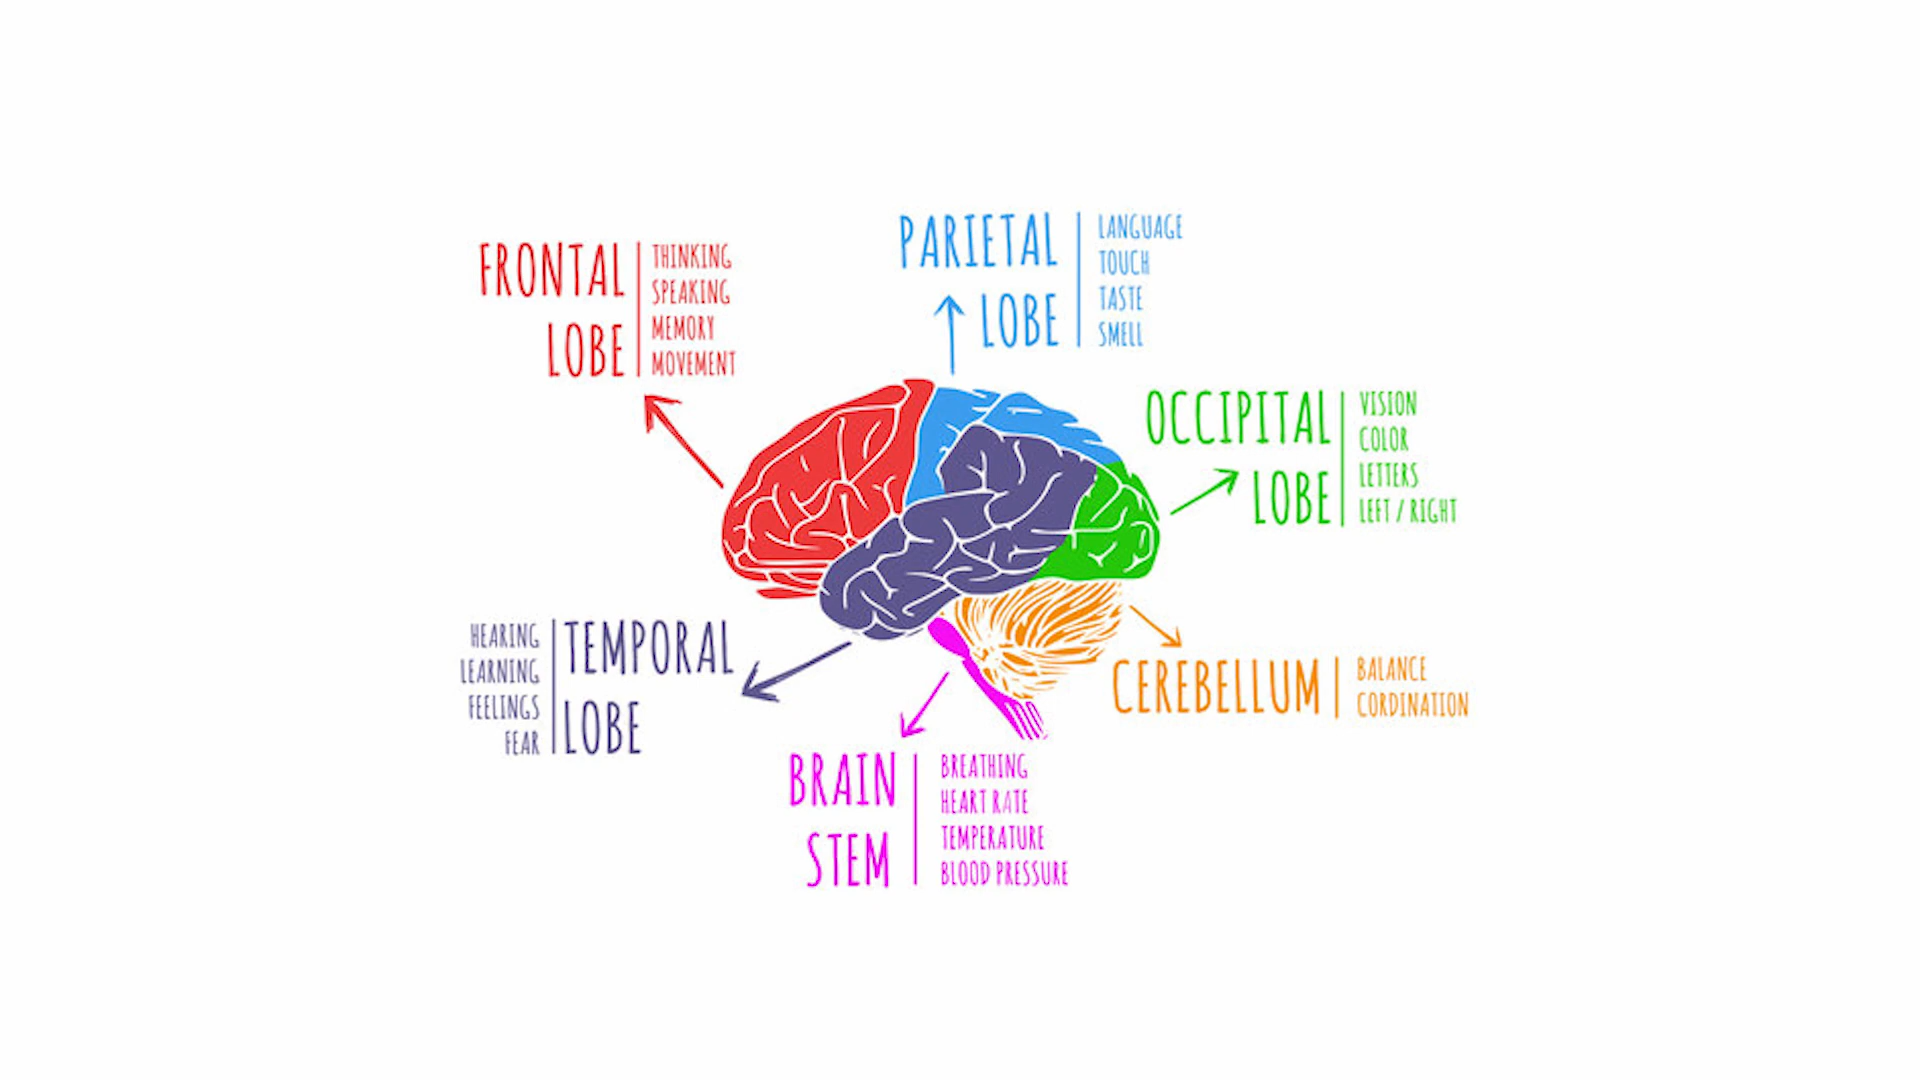 FRONTAL
LOBE
THINKING
SPEAKING
MEMORY
MOVEMENT
PARIETAL
LOBE
LANGUAGE
TOUCH
TASTE
SMELL
OCCIPITAL
LOBE
VISION
COLOR
LETTERS
LEFT / RIGHT
HEARING
LEARNING
FEELINGS
FEAR
TEMPORAL
LOBE
CEREBELLUM
BALANCE
CORDINATION
BRAIN
STEM
BREATHING
HEART RATE
TEMPERATURE
BLOOD PRESSURE